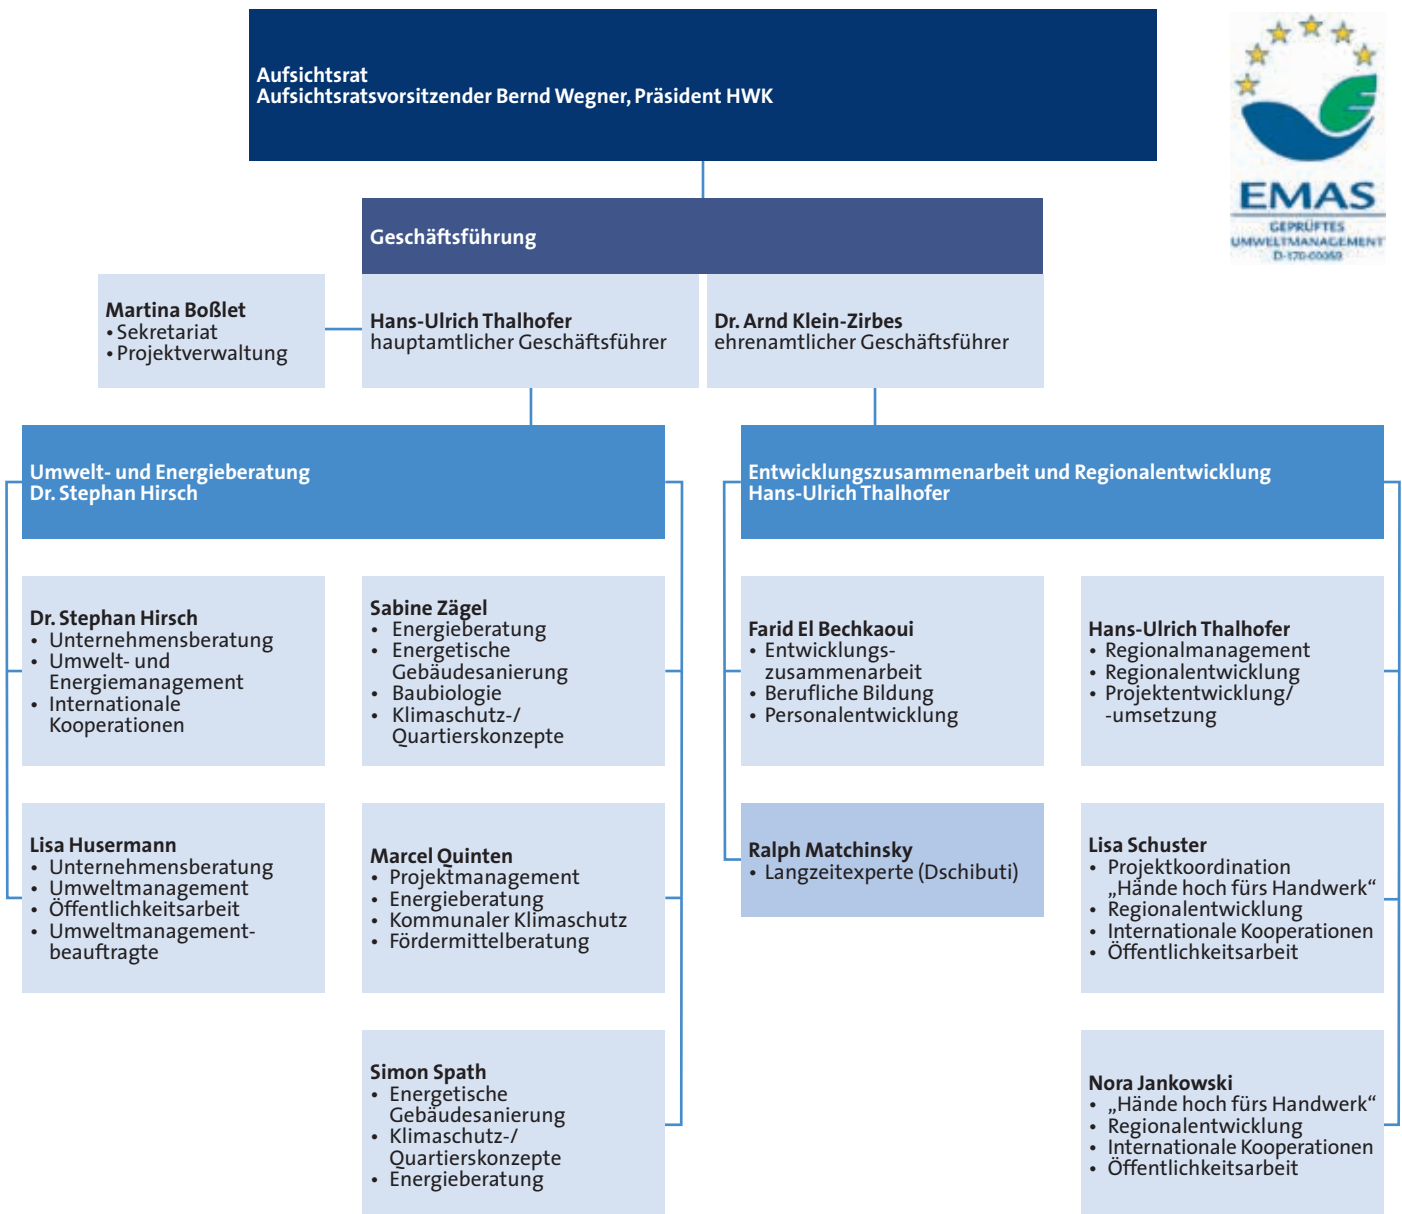 Aufsichtsrat
Aufsichtsratsvorsitzender Bernd Wegner, Präsident HWK
EMAS
GEPRÜFTES
UMWELTMANAGEMENT
Geschäftsführung
Martina Boßlet
• Sekretariat
• Projektverwaltung
Hans-Ulrich Thalhofer
hauptamtlicher Geschäftsführer
Dr. Arnd Klein-Zirbes
ehrenamtlicher Geschäftsführer
Umwelt- und Energieberatung
Dr. Stephan Hirsch
Dr. Stephan Hirsch
• Unternehmensberatung
• Umwelt- und
Energiemanagement
• Internationale
Kooperationen
Sabine Zägel
• Energieberatung
• Energetische
Gebäudesanierung
• Baubiologie
• Klimaschutz-/
Quartierskonzepte
Lisa Husermann
• Unternehmensberatung
• Umweltmanagement
• Öffentlichkeitsarbeit
• Umweltmanagement-
beauftragte
Marcel Quinten
• Projektmanagement
• Energieberatung
• Kommunaler Klimaschutz
• Fördermittelberatung
Simon Spath
• Energetische
Gebäudesanierung
• Klimaschutz-/
Quartierskonzepte
• Energieberatung
Entwicklungszusammenarbeit und Regionalentwicklung
Hans-Ulrich Thalhofer
Farid El Bechkaoui
• Entwicklungs-
zusammenarbeit
• Berufliche Bildung
• Personalentwicklung
Hans-Ulrich Thalhofer
• Regionalmanagement
• Regionalentwicklung
• Projektentwicklung/
-umsetzung
Ralph Matchinsky
• Langzeitexperte (Dschibuti)
Lisa Schuster
• Projektkoordination
„Hände hoch fürs Handwerk“
• Regionalentwicklung
• Internationale Kooperationen
• Öffentlichkeitsarbeit
Nora Jankowski
• „Hände hoch fürs Handwerk“
• Regionalentwicklung
• Internationale Kooperationen
• Öffentlichkeitsarbeit